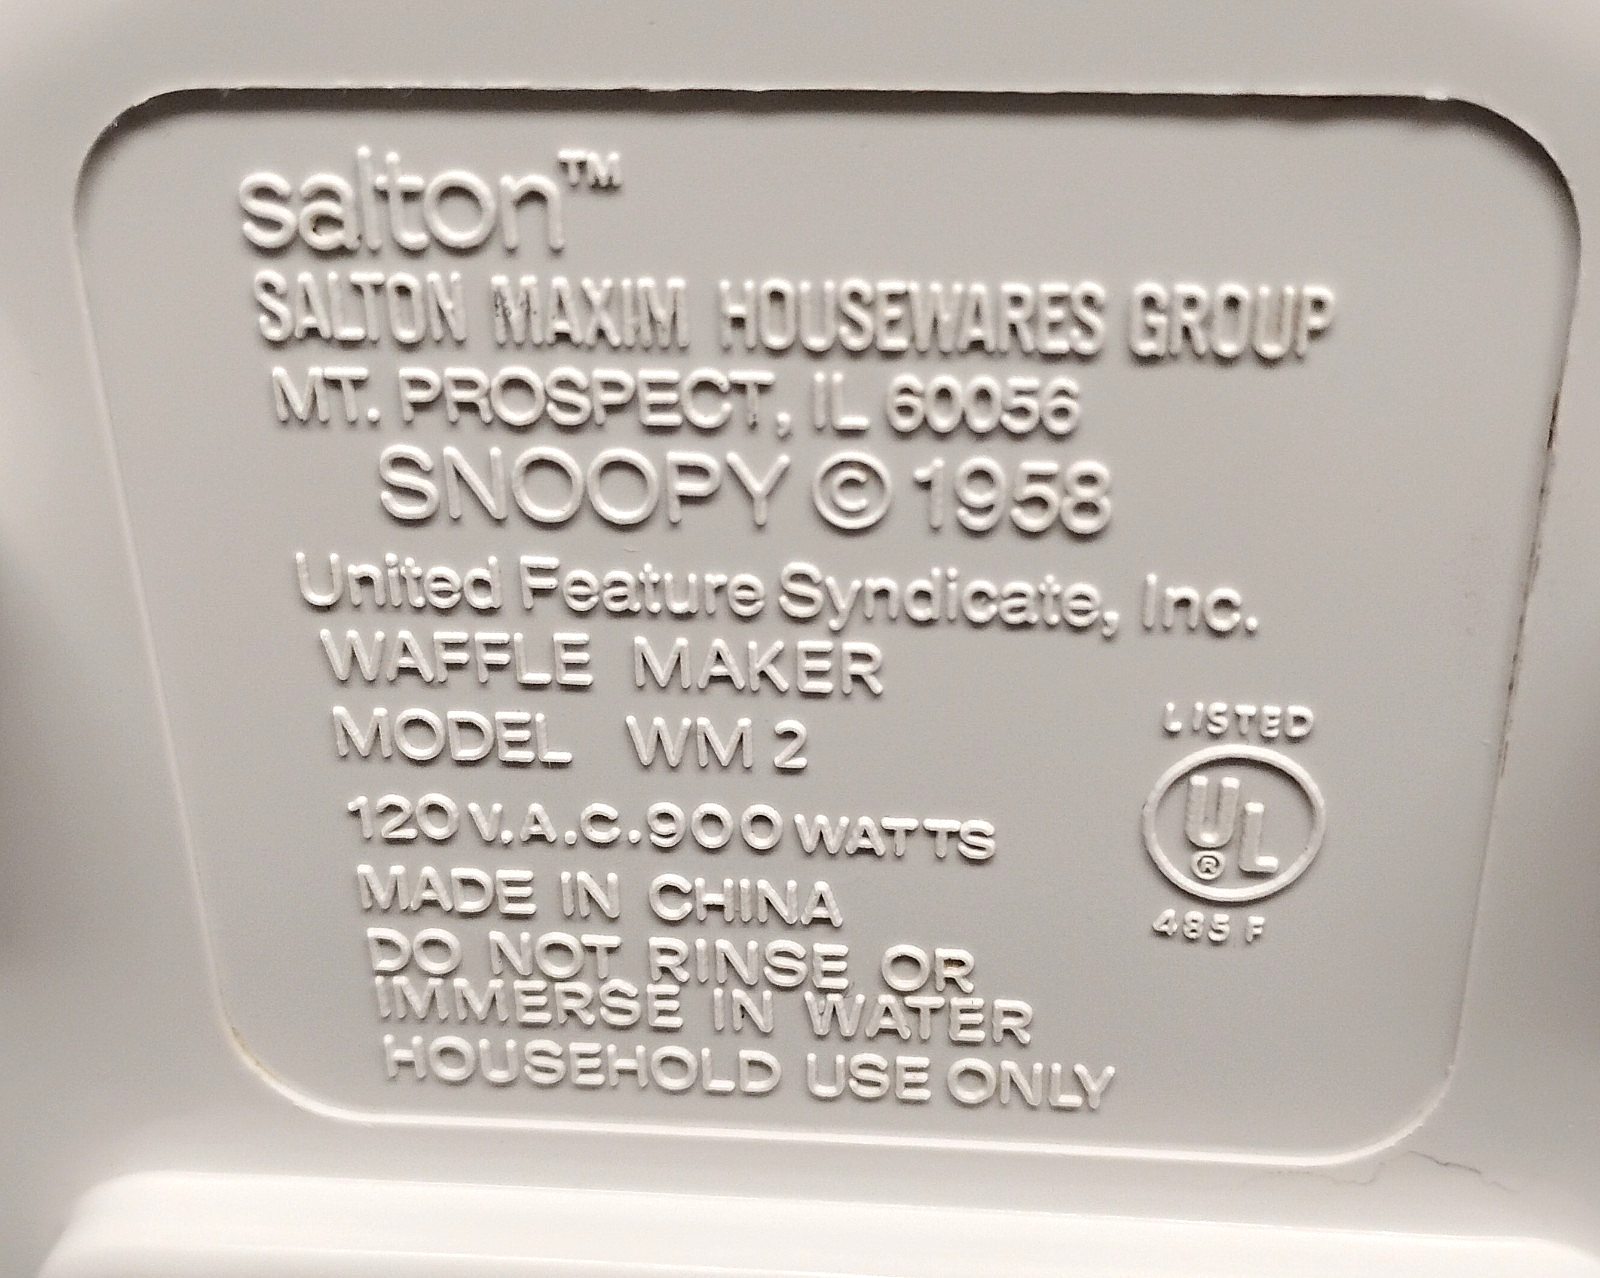 salton™
SALTON MAXIM HOUSEWARES GROUP
MT. PROSPECT, IL 60056
SNOOPY © 1958
United Feature Syndicate, Inc.
WAFFLE MAKER
MODEL WM 2
120 V.A.C. 900 WATTS
MADE IN CHINA
DO NOT RINSE OR
IMMERSE IN WATER
HOUSEHOLD USE ONLY
LISTED
UL
®
485F